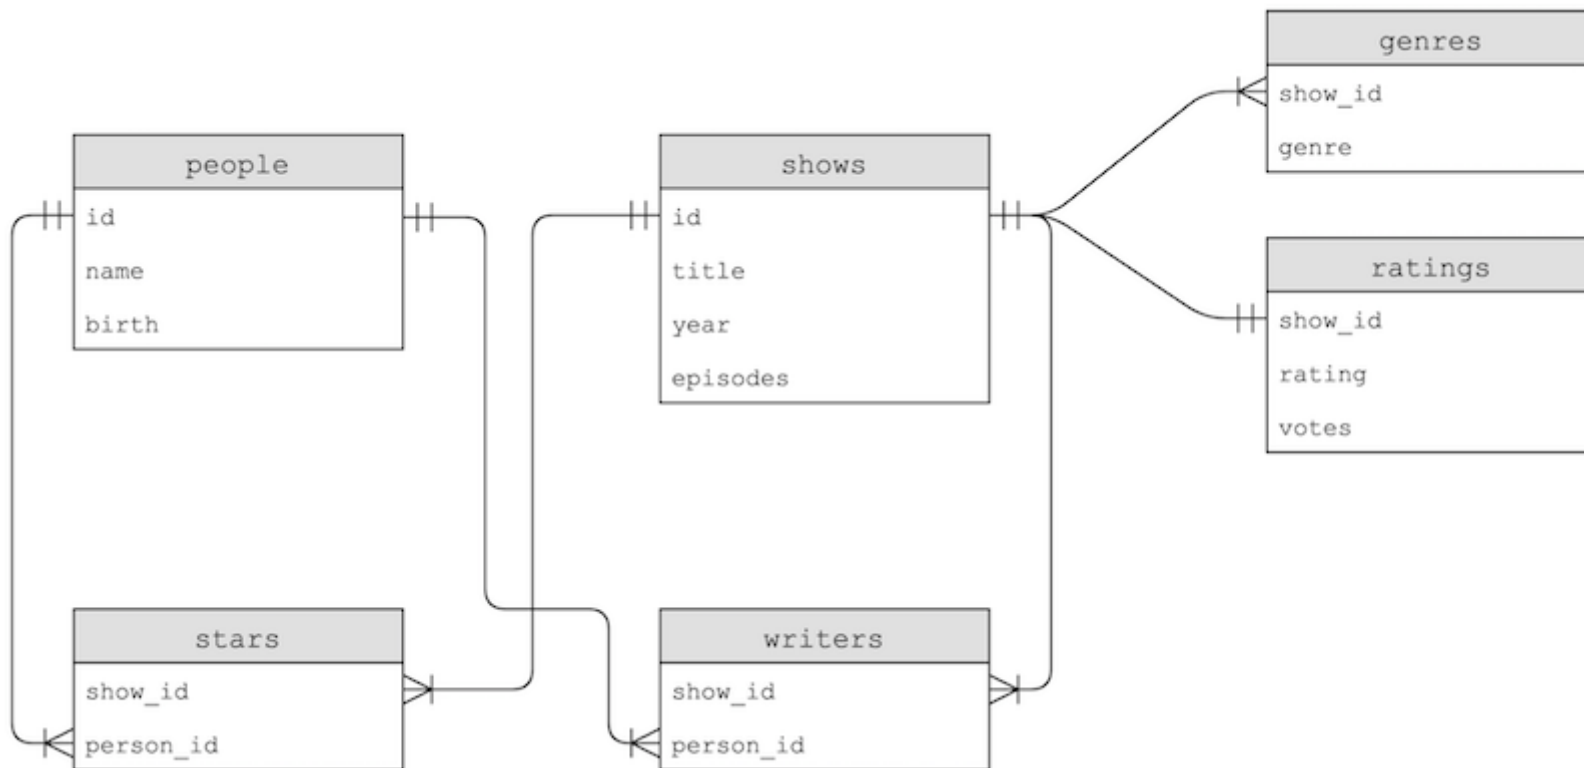 genres
show_id
genre
people
id
name
birth
shows
id
title
year
episodes
ratings
show_id
rating
votes
stars
show_id
person_id
writers
show_id
person_id